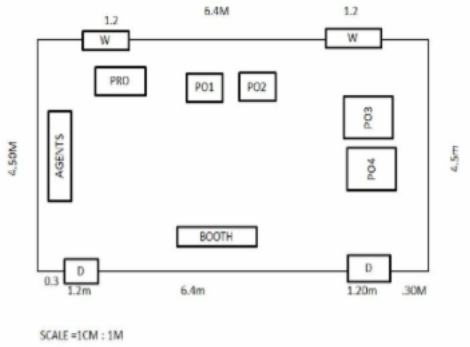 6.4M
1.2
1.2
W
W
PRO
PO1
PO2
PO3
4.50M
4.5m
AGENTS
PO4
BOOTH
D
D
0.3
1.2m
6.4m
1.20m
.30M
SCALE =1CM : 1M